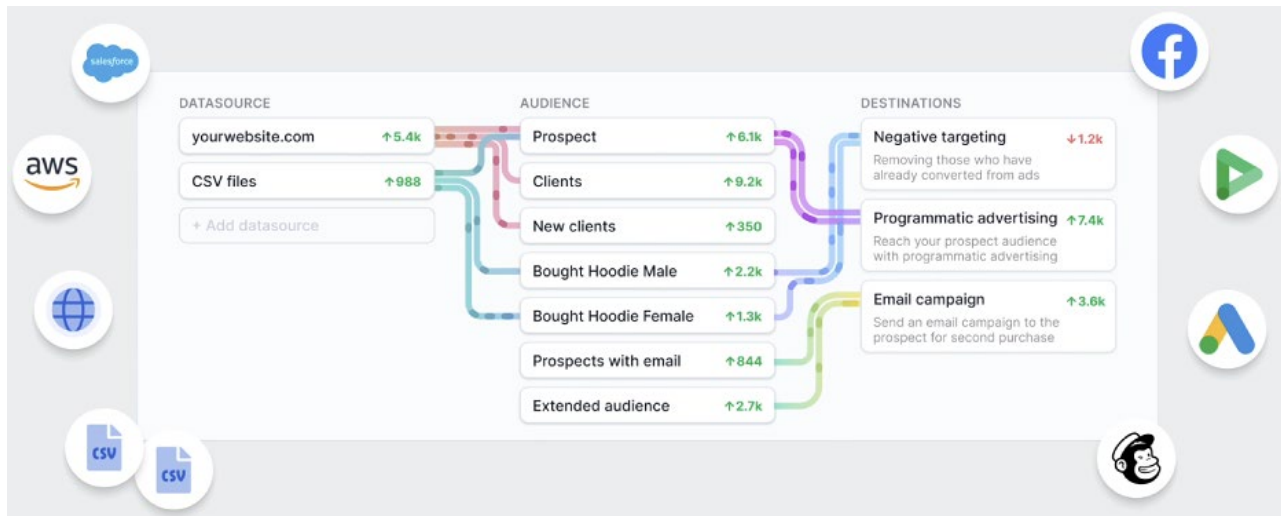 salesforce
aws
CSV
CSV
DATASOURCE
yourwebsite.com ↑5.4k
CSV files ↑988
+ Add datasource
AUDIENCE
Prospect ↑6.1k
Clients ↑9.2k
New clients ↑350
Bought Hoodie Male ↑2.2k
Bought Hoodie Female ↑1.3k
Prospects with email ↑844
Extended audience ↑2.7k
DESTINATIONS
Negative targeting ↓1.2k
Removing those who have
already converted from ads
Programmatic advertising ↑7.4k
Reach your prospect audience
with programmatic advertising
Email campaign ↑3.6k
Send an email campaign to the
prospect for second purchase